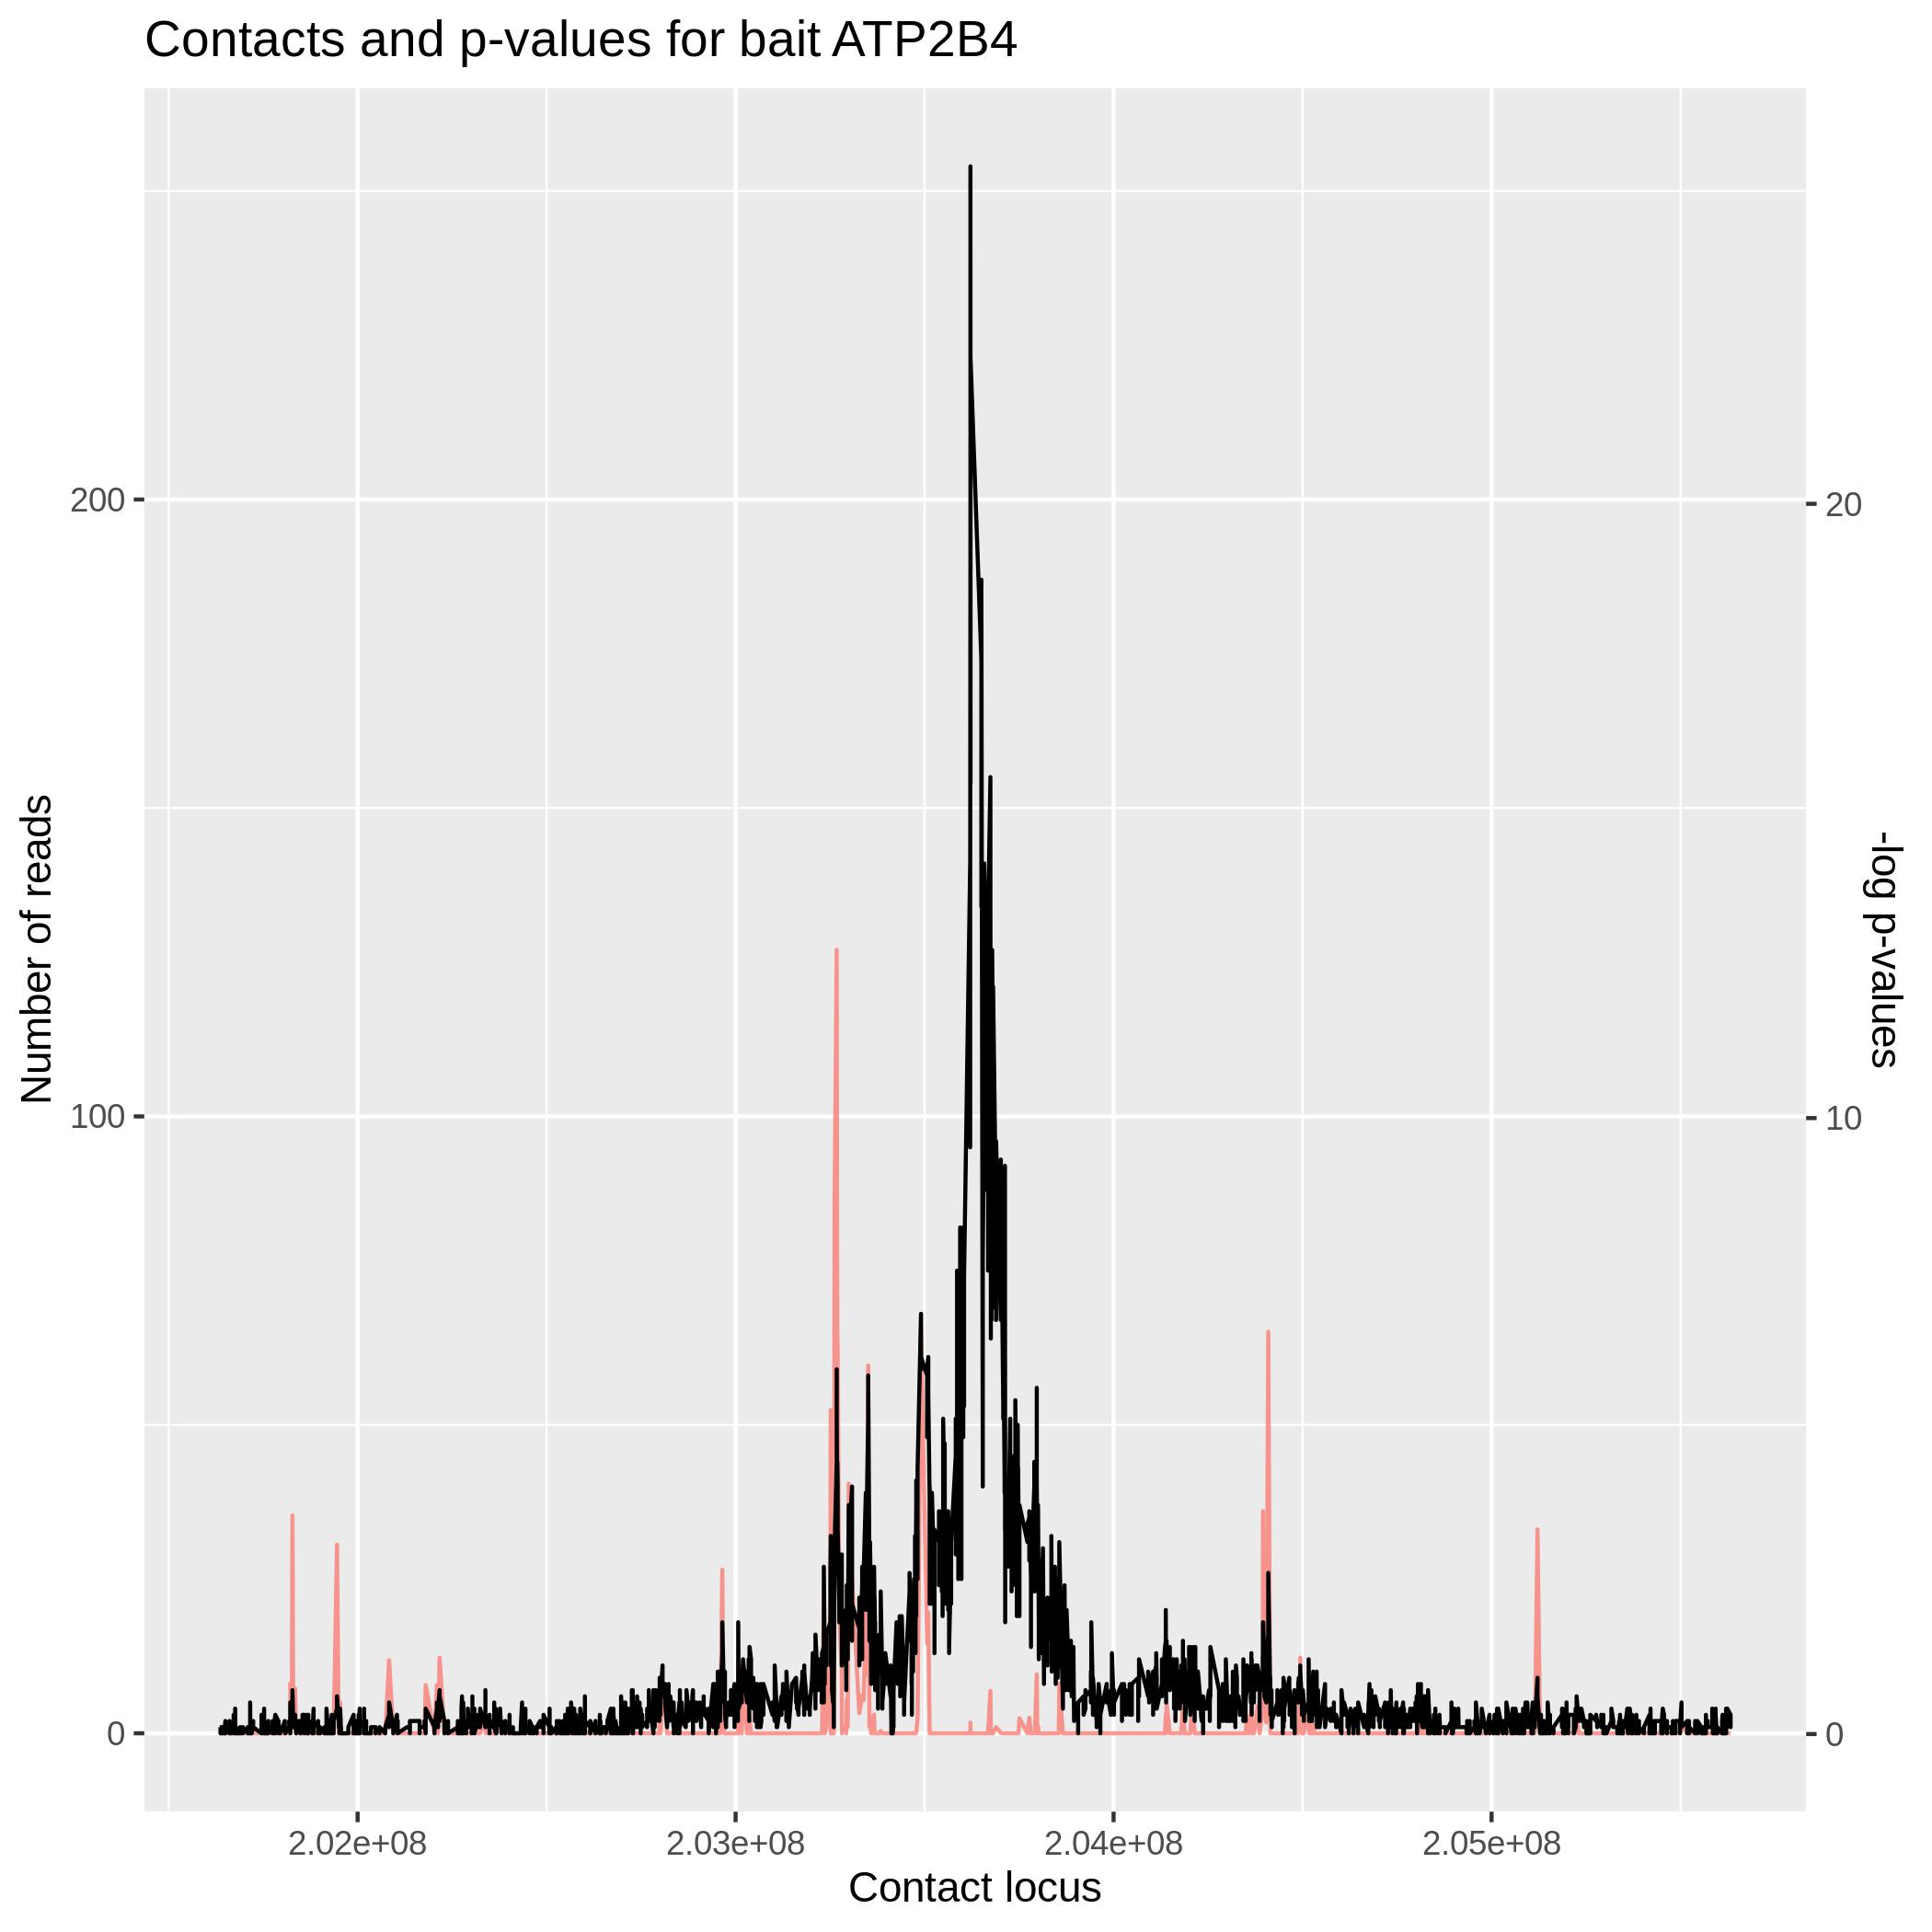 Contacts and p-values for bait ATP2B4
Number of reads
200
100
0
20
10
0
-log p-values
2.02e+08
2.03e+08
2.04e+08
2.05e+08
Contact locus